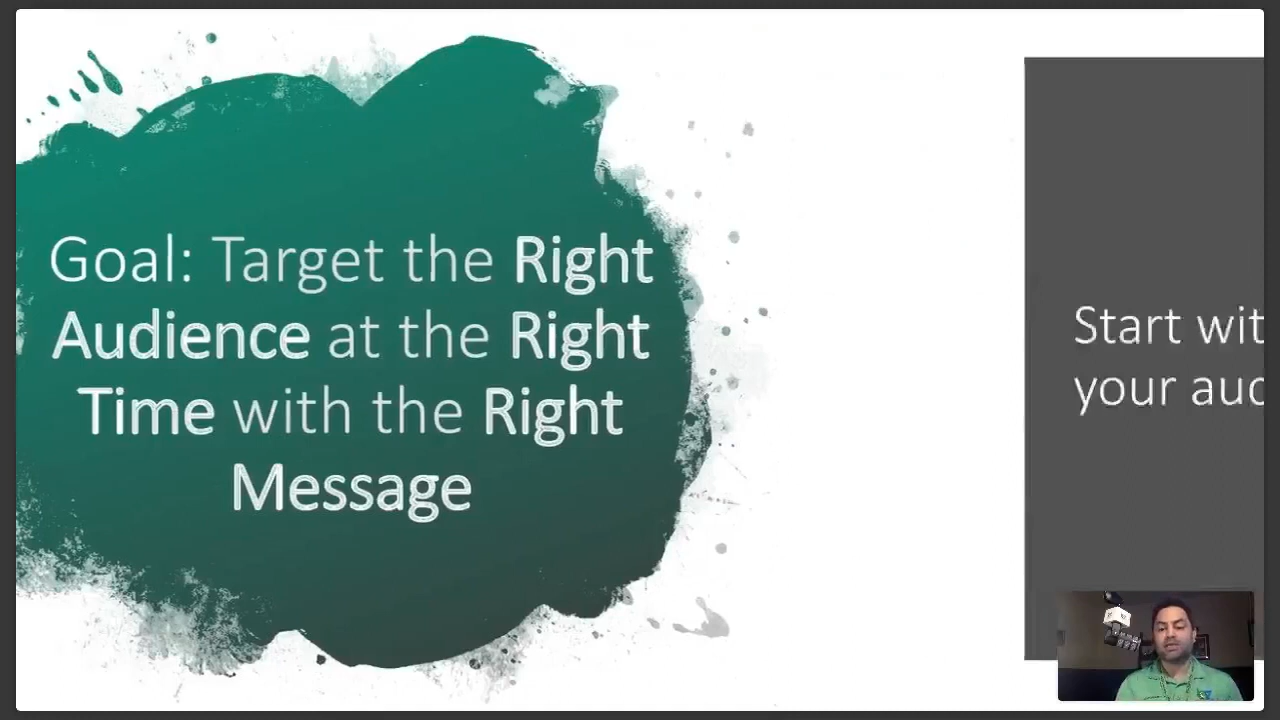 Goal: Target the Right
Audience at the Right
Time with the Right
Message
Start wit
your aud